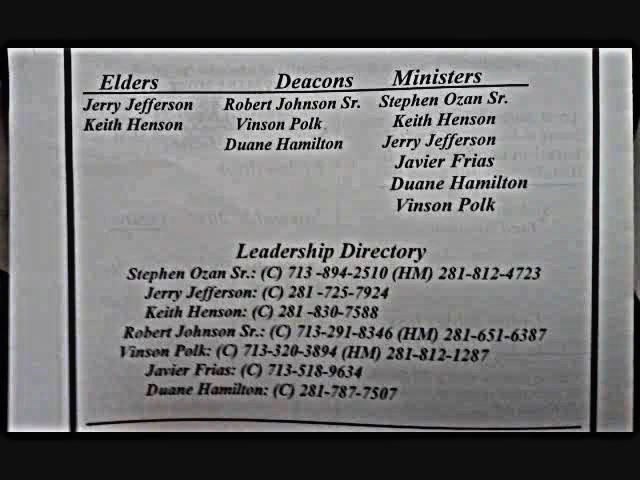 Elders Deacons Ministers
Jerry Jefferson Robert Johnson Sr. Stephen Ozan Sr.
Keith Henson Vinson Polk Keith Henson
Duane Hamilton Jerry Jefferson
Javier Frias
Duane Hamilton
Vinson Polk
Leadership Directory
Stephen Ozan Sr.: (C) 713 -894-2510 (HM) 281-812-4723
Jerry Jefferson: (C) 281 -725-7924
Keith Henson: (C) 281 -830-7588
Robert Johnson Sr.: (C) 713-291-8346 (HM) 281-651-6387
Vinson Polk: (C) 713-320-3894 (HM) 281-812-1287
Javier Frias: (C) 713-518-9634
Duane Hamilton: (C) 281-787-7507